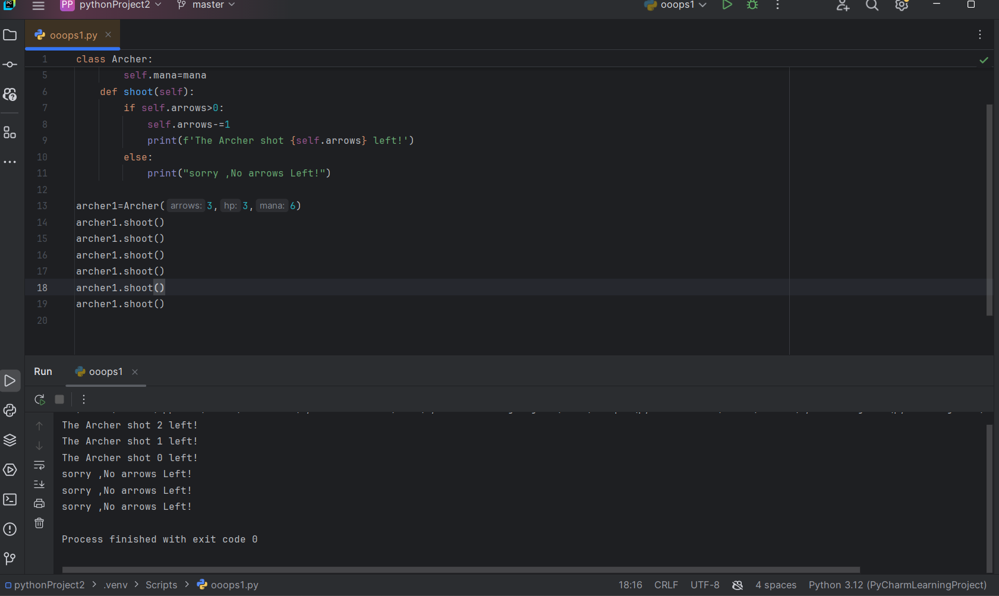 PC PP pythonProject2 master ooops1
ooops1.py
1 class Archer:
5 self.mana=mana
6 def shoot(self):
7 if self.arrows>0:
8 self.arrows-=1
9 print(f'The Archer shot {self.arrows} left!')
10 else:
11 print("sorry ,No arrows Left!")
12
13 archer1=Archer( arrows: 3, hp: 3, mana: 6)
14 archer1.shoot()
15 archer1.shoot()
16 archer1.shoot()
17 archer1.shoot()
18 archer1.shoot()
19 archer1.shoot()
20
Run ooops1
The Archer shot 2 left!
The Archer shot 1 left!
The Archer shot 0 left!
sorry ,No arrows Left!
sorry ,No arrows Left!
sorry ,No arrows Left!
Process finished with exit code 0
pythonProject2 > .venv > Scripts > ooops1.py 18:16 CRLF UTF-8 4 spaces Python 3.12 (PyCharmLearningProject)